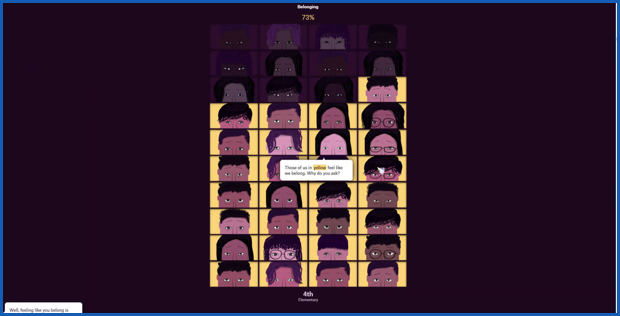 Belonging
73%
Those of us in yellow feel like
we belong. Why do you ask?
4th
Elementary
Well, feeling like you belong is